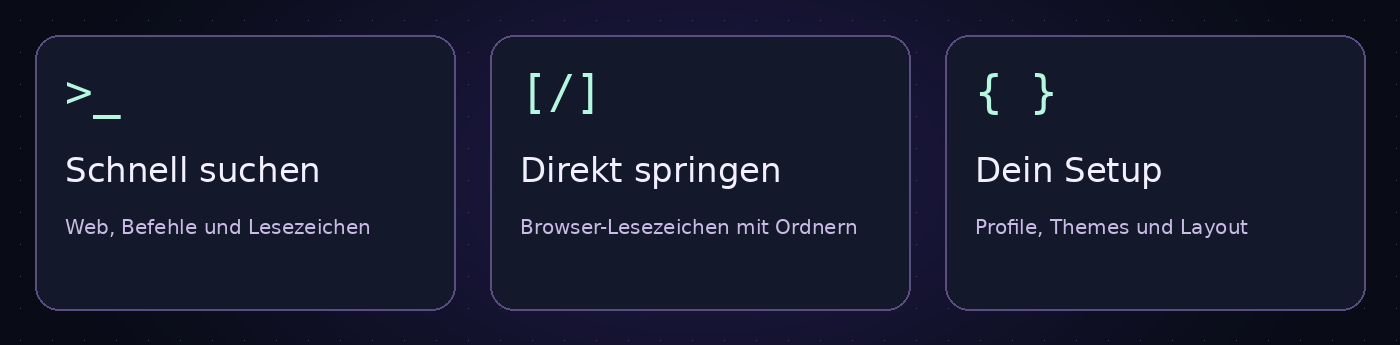 >_
Schnell suchen
Web, Befehle und Lesezeichen
[/]
Direkt springen
Browser-Lesezeichen mit Ordnern
{ }
Dein Setup
Profile, Themes und Layout